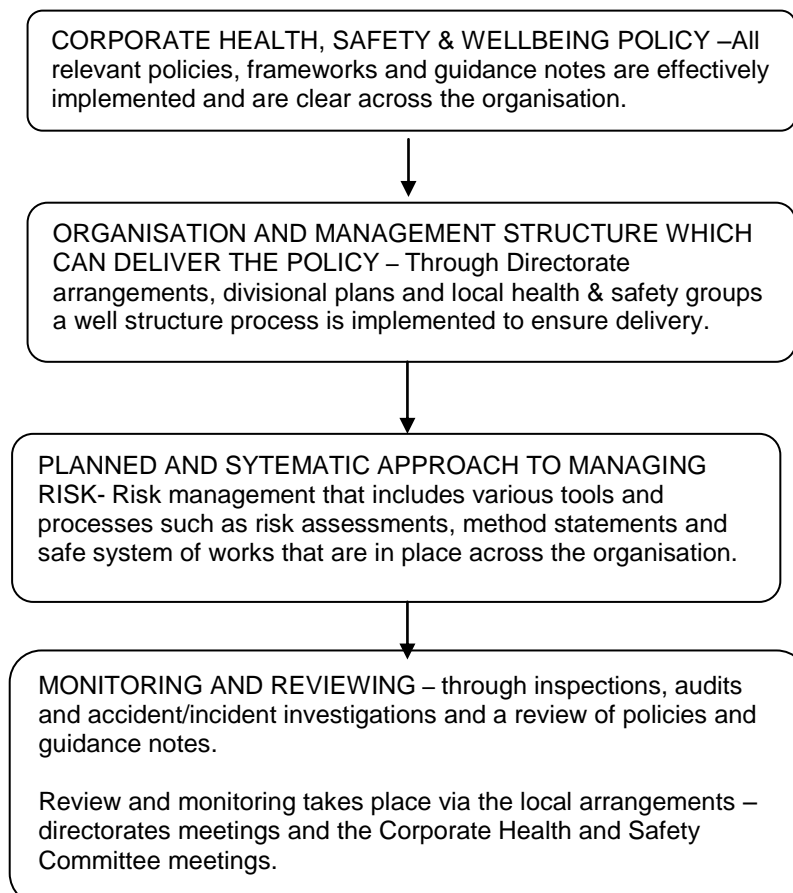 CORPORATE HEALTH, SAFETY & WELLBEING POLICY –All
relevant policies, frameworks and guidance notes are effectively
implemented and are clear across the organisation.
ORGANISATION AND MANAGEMENT STRUCTURE WHICH
CAN DELIVER THE POLICY – Through Directorate
arrangements, divisional plans and local health & safety groups
a well structure process is implemented to ensure delivery.
PLANNED AND SYTEMATIC APPROACH TO MANAGING
RISK- Risk management that includes various tools and
processes such as risk assessments, method statements and
safe system of works that are in place across the organisation.
MONITORING AND REVIEWING – through inspections, audits
and accident/incident investigations and a review of policies and
guidance notes.
Review and monitoring takes place via the local arrangements –
directorates meetings and the Corporate Health and Safety
Committee meetings.